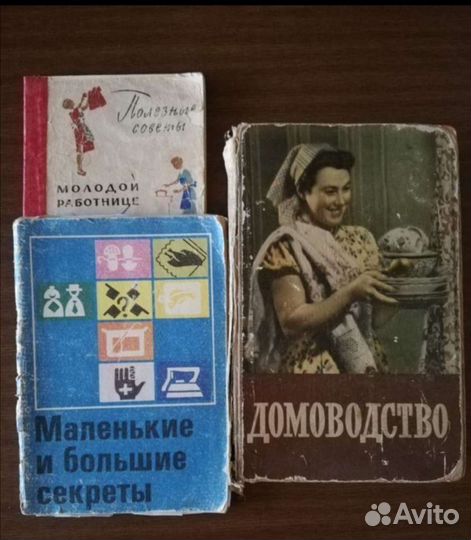 Полезные
советы
МОЛОДОЙ
РАБОТНИЦЕ
?
Маленькие
и большие
секреты
ДОМОВОДСТВО
Avito